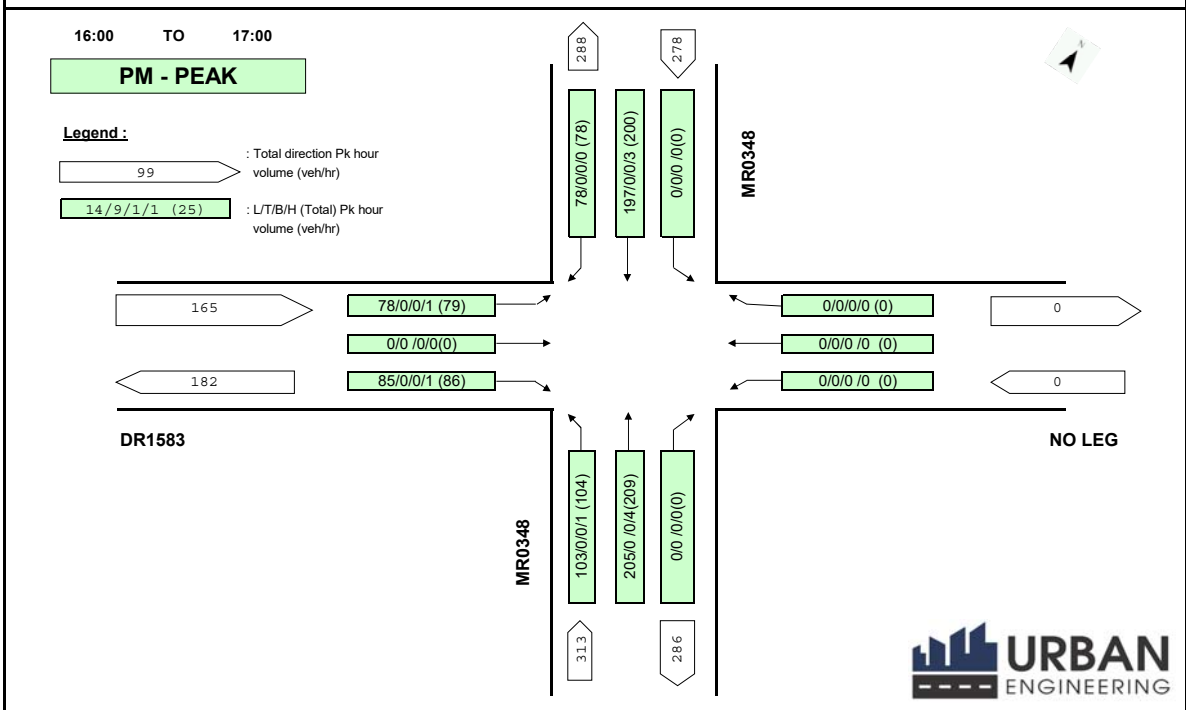 16:00 TO 17:00
PM - PEAK
Legend :
99
: Total direction Pk hour
volume (veh/hr)
14/9/1/1 (25)
: L/T/B/H (Total) Pk hour
volume (veh/hr)
288
278
N
78/0/0/0 (78)
197/0/0/3 (200)
0/0/0 /0(0)
MR0348
165
78/0/0/1 (79)
0/0/0/0 (0)
0
0/0 /0/0(0)
0/0/0 /0 (0)
182
85/0/0/1 (86)
0/0/0 /0 (0)
0
DR1583
NO LEG
MR0348
103/0/0/1 (104)
205/0 /0/4(209)
0/0 /0/0(0)
313
286
URBAN
ENGINEERING